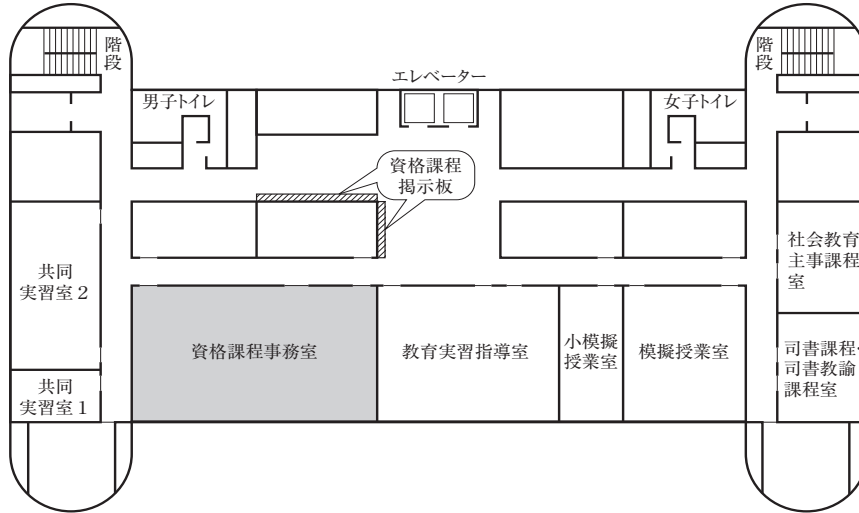 階
段
エレベーター
階
段
男子トイレ
女子トイレ
資格課程
掲示板
共同
実習室2
社会教育
主事課程
室
資格課程事務室
教育実習指導室
小模擬
授業室
模擬授業室
司書課程・
司書教諭
課程室
共同
実習室1